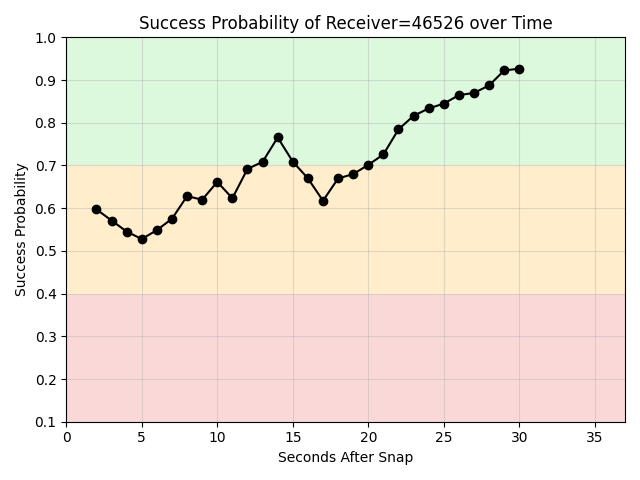 Success Probability of Receiver=46526 over Time
1.0
0.9
0.8
0.7
0.6
0.5
0.4
0.3
0.2
0.1
Success Probability
0 5 10 15 20 25 30 35
Seconds After Snap